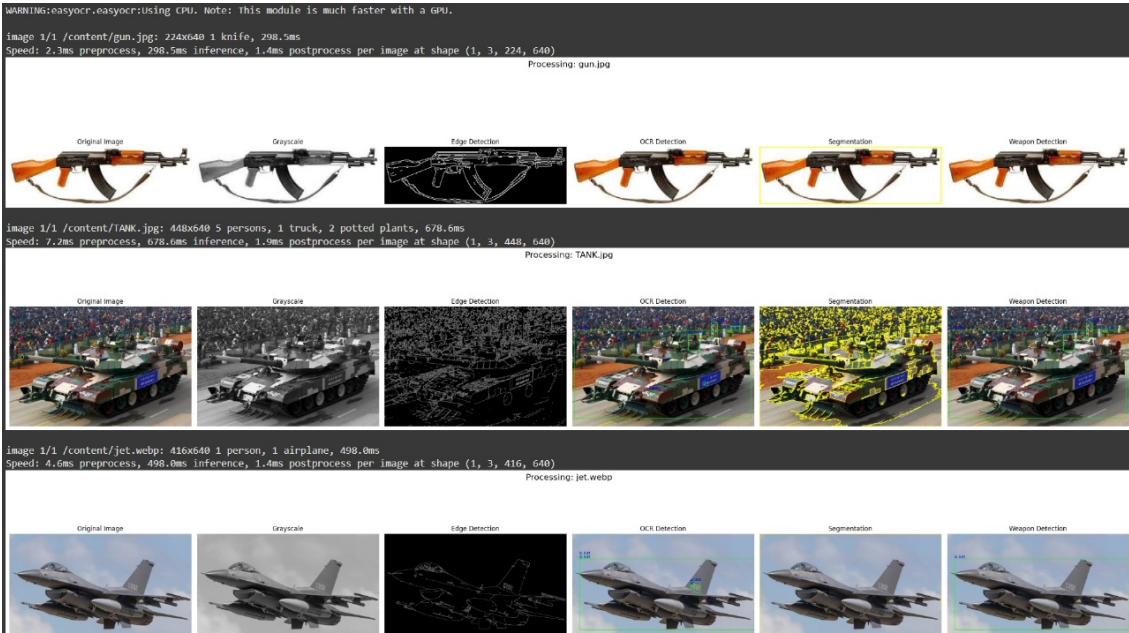 WARNING:easyocr.easyocr:Using CPU. Note: This module is much faster with a GPU.
image 1/1 /content/gun.jpg: 224x640 1 knife, 298.5ms
Speed: 2.3ms preprocess, 298.5ms inference, 1.4ms postprocess per image at shape (1, 3, 224, 640)
Processing: gun.jpg
Original Image Grayscale Edge Detection OCR Detection Segmentation Weapon Detection
image 1/1 /content/TANK.jpg: 448x640 5 persons, 1 truck, 2 potted plants, 678.6ms
Speed: 7.2ms preprocess, 678.6ms inference, 1.9ms postprocess per image at shape (1, 3, 448, 640)
Processing: TANK.jpg
Original Image Grayscale Edge Detection OCR Detection Segmentation Weapon Detection
image 1/1 /content/jet.webp: 416x640 1 person, 1 airplane, 498.0ms
Speed: 4.6ms preprocess, 498.0ms inference, 1.4ms postprocess per image at shape (1, 3, 416, 640)
Processing: jet.webp
Original Image Grayscale Edge Detection OCR Detection Segmentation Weapon Detection